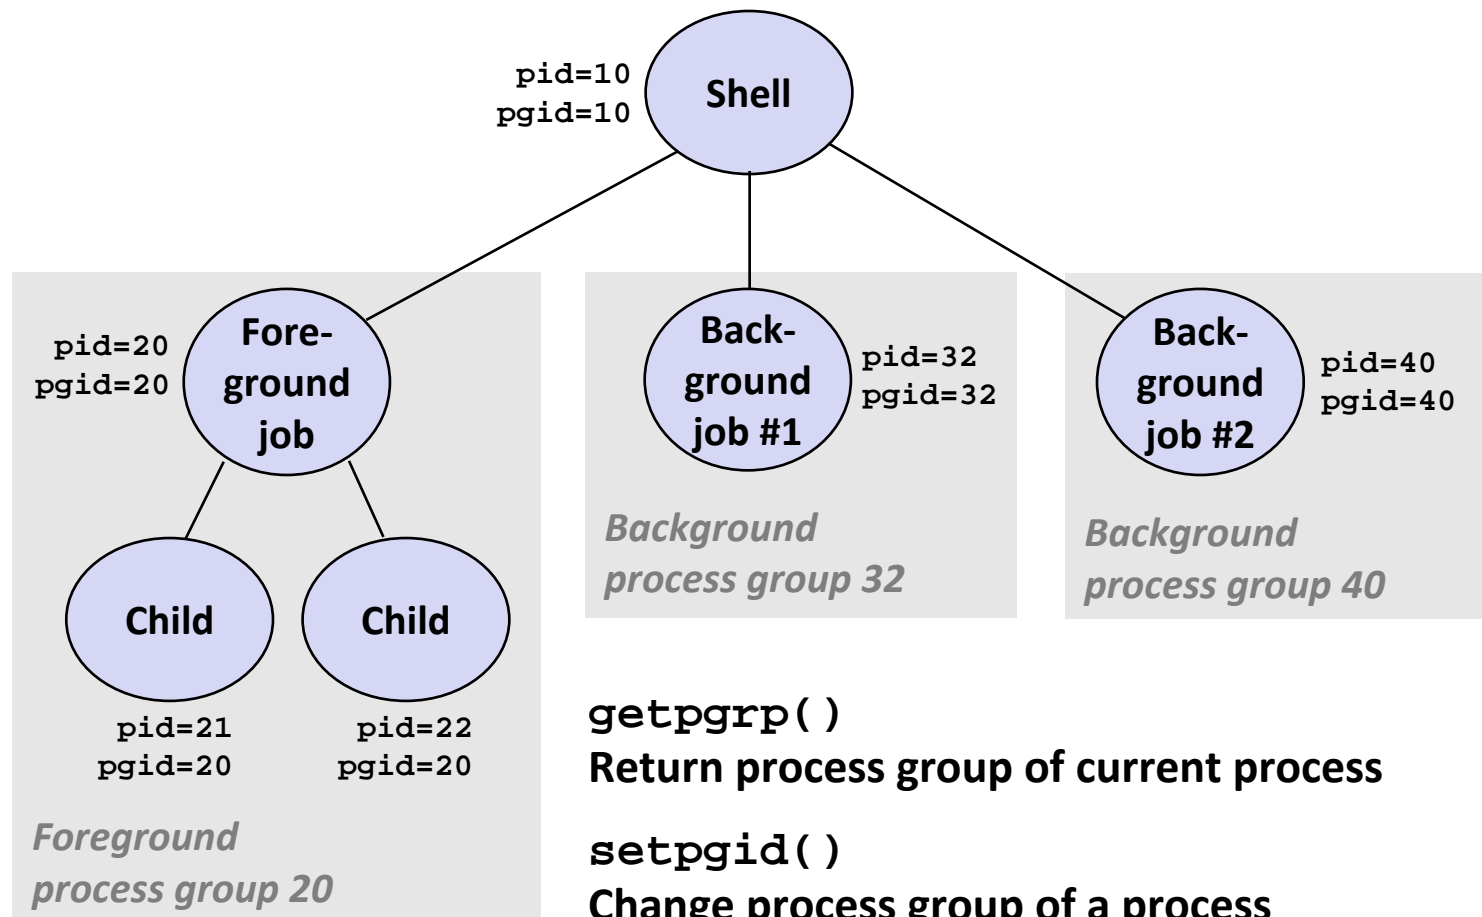 pid=10
pgid=10
Shell
pid=20
pgid=20
Fore-
ground
job
Back-
ground
job #1
pid=32
pgid=32
Back-
ground
job #2
pid=40
pgid=40
Background
process group 32
Background
process group 40
Child
Child
pid=21
pgid=20
pid=22
pgid=20
Foreground
process group 20
getpgrp()
Return process group of current process
setpgid()
Change process group of a process